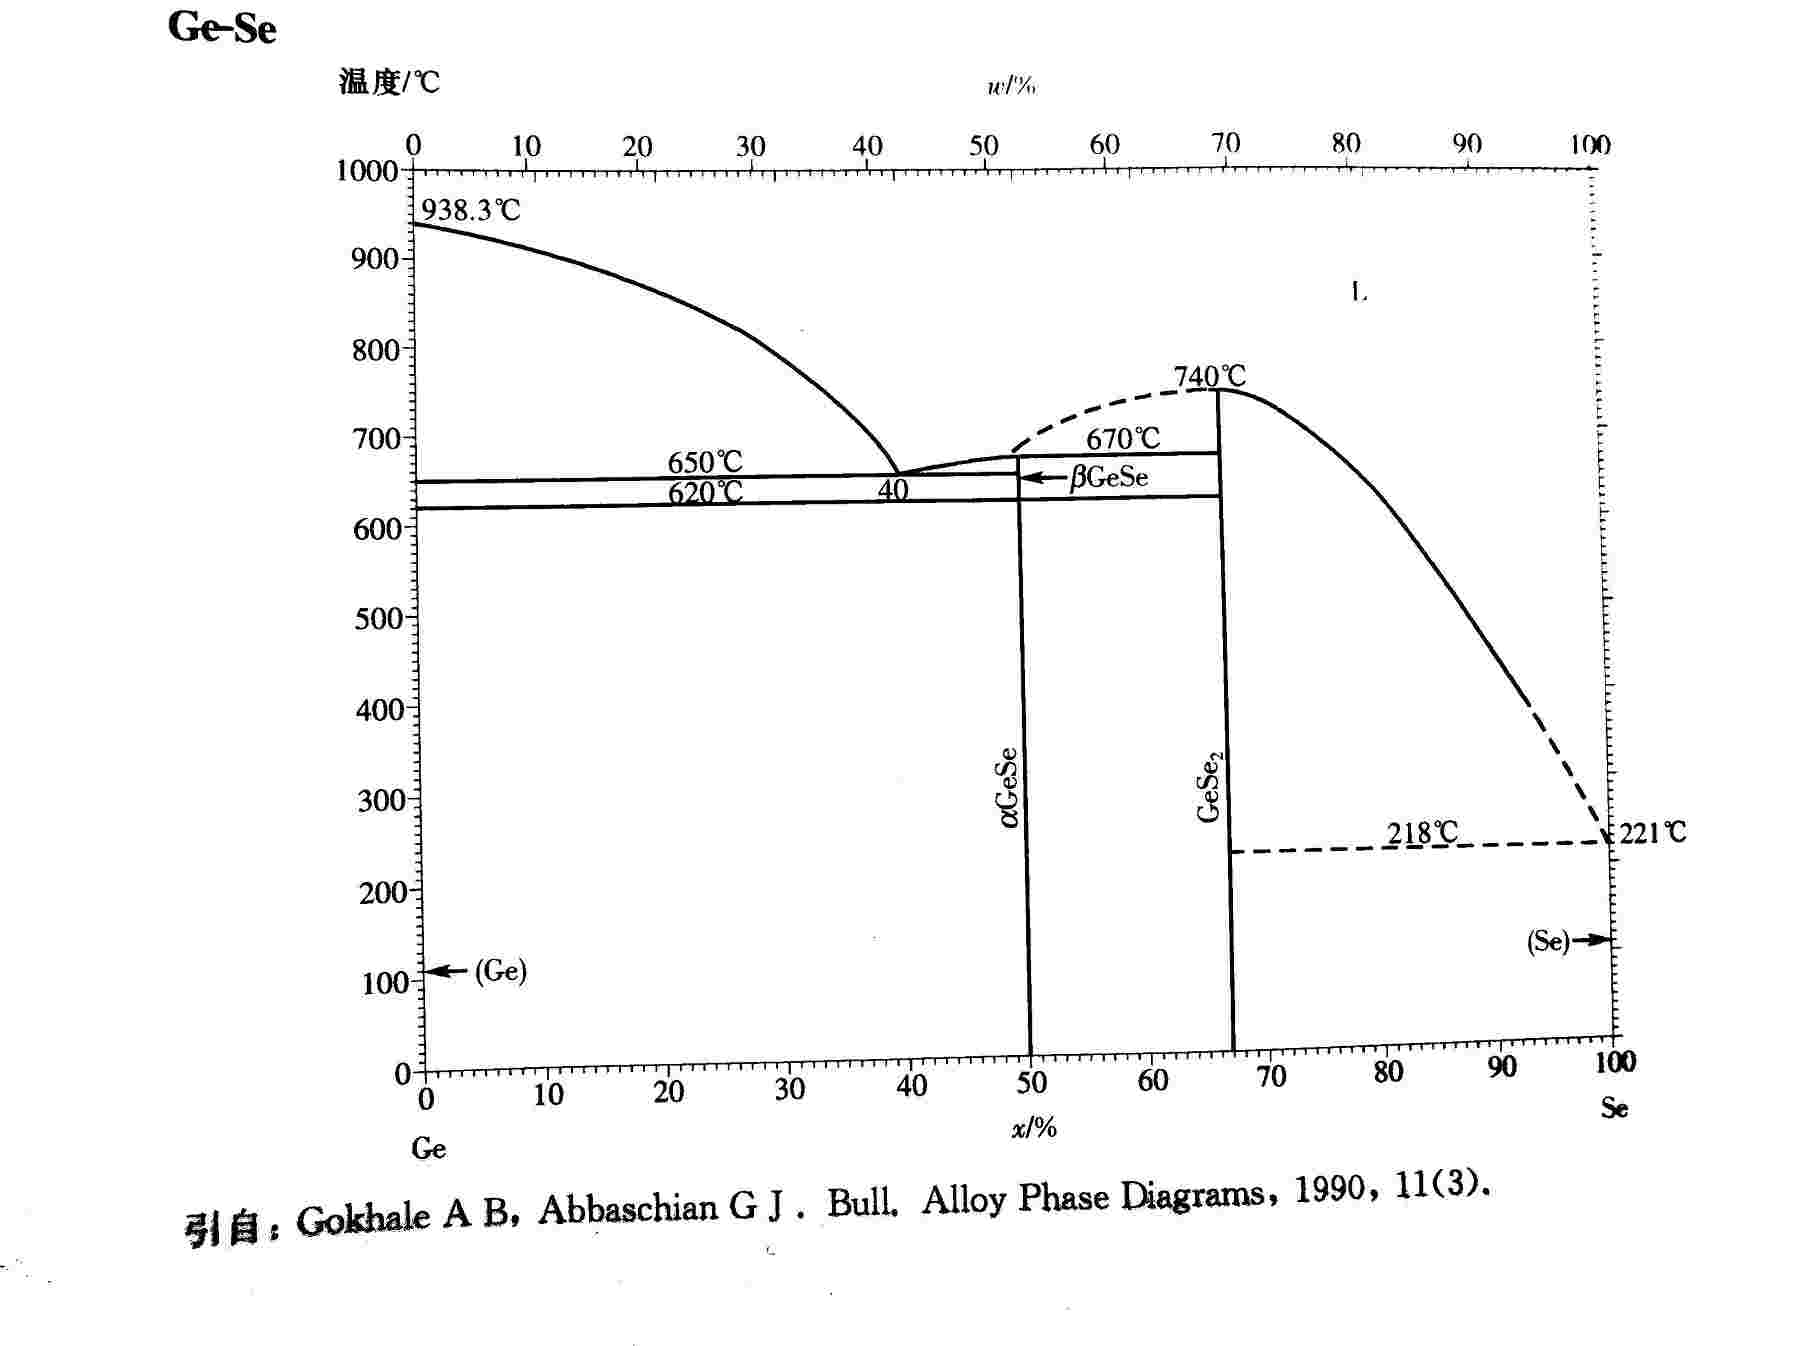 Ge-Se
温度/℃
w/%
0 10 20 30 40 50 60 70 80 90 100
1000
938.3℃
900
L
800
740℃
700
670℃
650℃
βGeSe
620℃
40
600
500
400
αGeSe
GeSe₂
300
218℃
221℃
200
(Se)
(Ge)
100
0
0 10 20 30 40 50 60 70 80 90 100
Ge
x/%
Se
引自: Gokhale A B, Abbaschian G J. Bull. Alloy Phase Diagrams, 1990, 11(3).